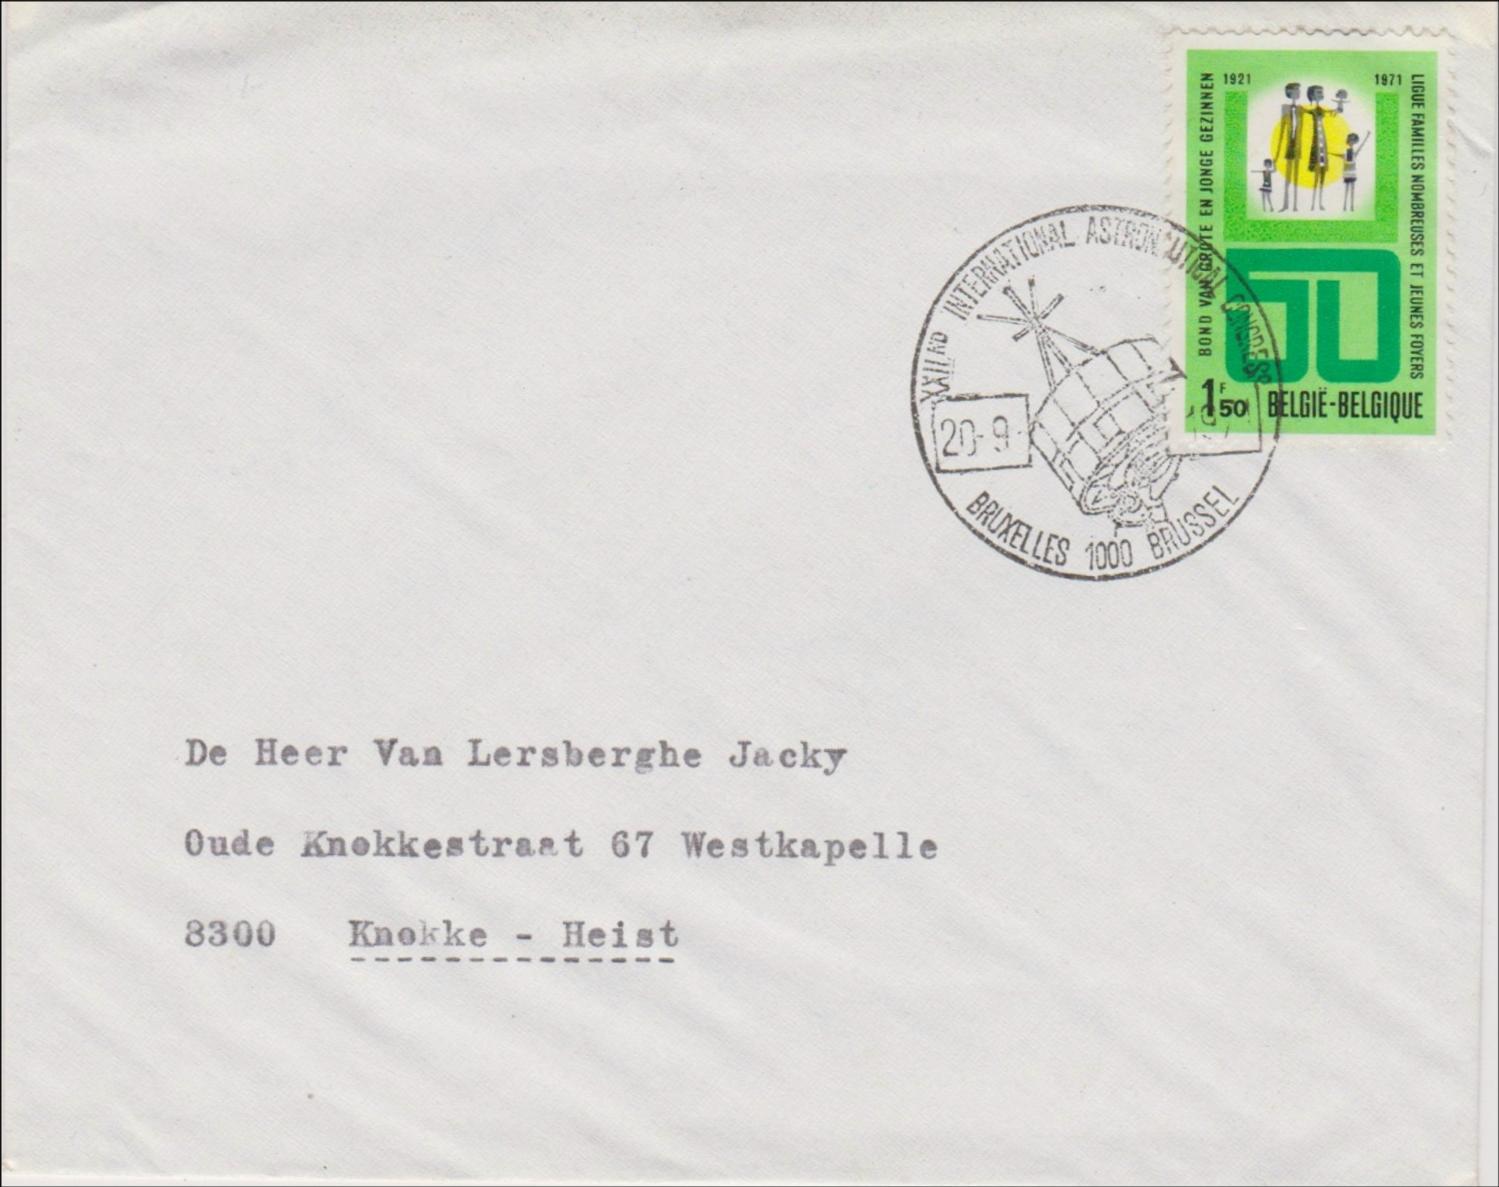 1921 1971
BOND VAN GROTE EN JONGE GEZINNEN
LIGUE FAMILLES NOMBREUSES ET JEUNES FOYERS
50
1F50 BELGIË-BELGIQUE
XXIIND INTERNATIONAL ASTRONAUTICAL CONGRESS
20-9
BRUXELLES 1000 BRUSSEL
De Heer Van Lersberghe Jacky
Oude Knokkestraat 67 Westkapelle
8300 Knokke - Heist